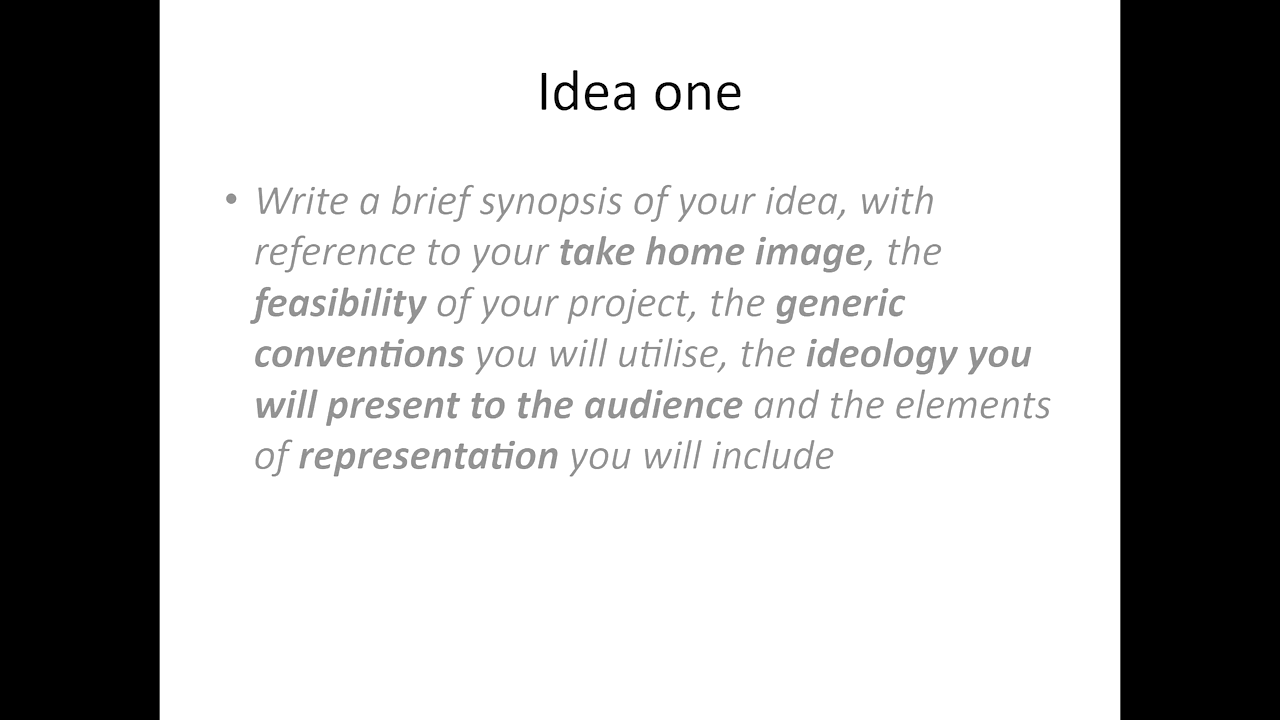 Idea one
• Write a brief synopsis of your idea, with
reference to your take home image, the
feasibility of your project, the generic
conventions you will utilise, the ideology you
will present to the audience and the elements
of representation you will include